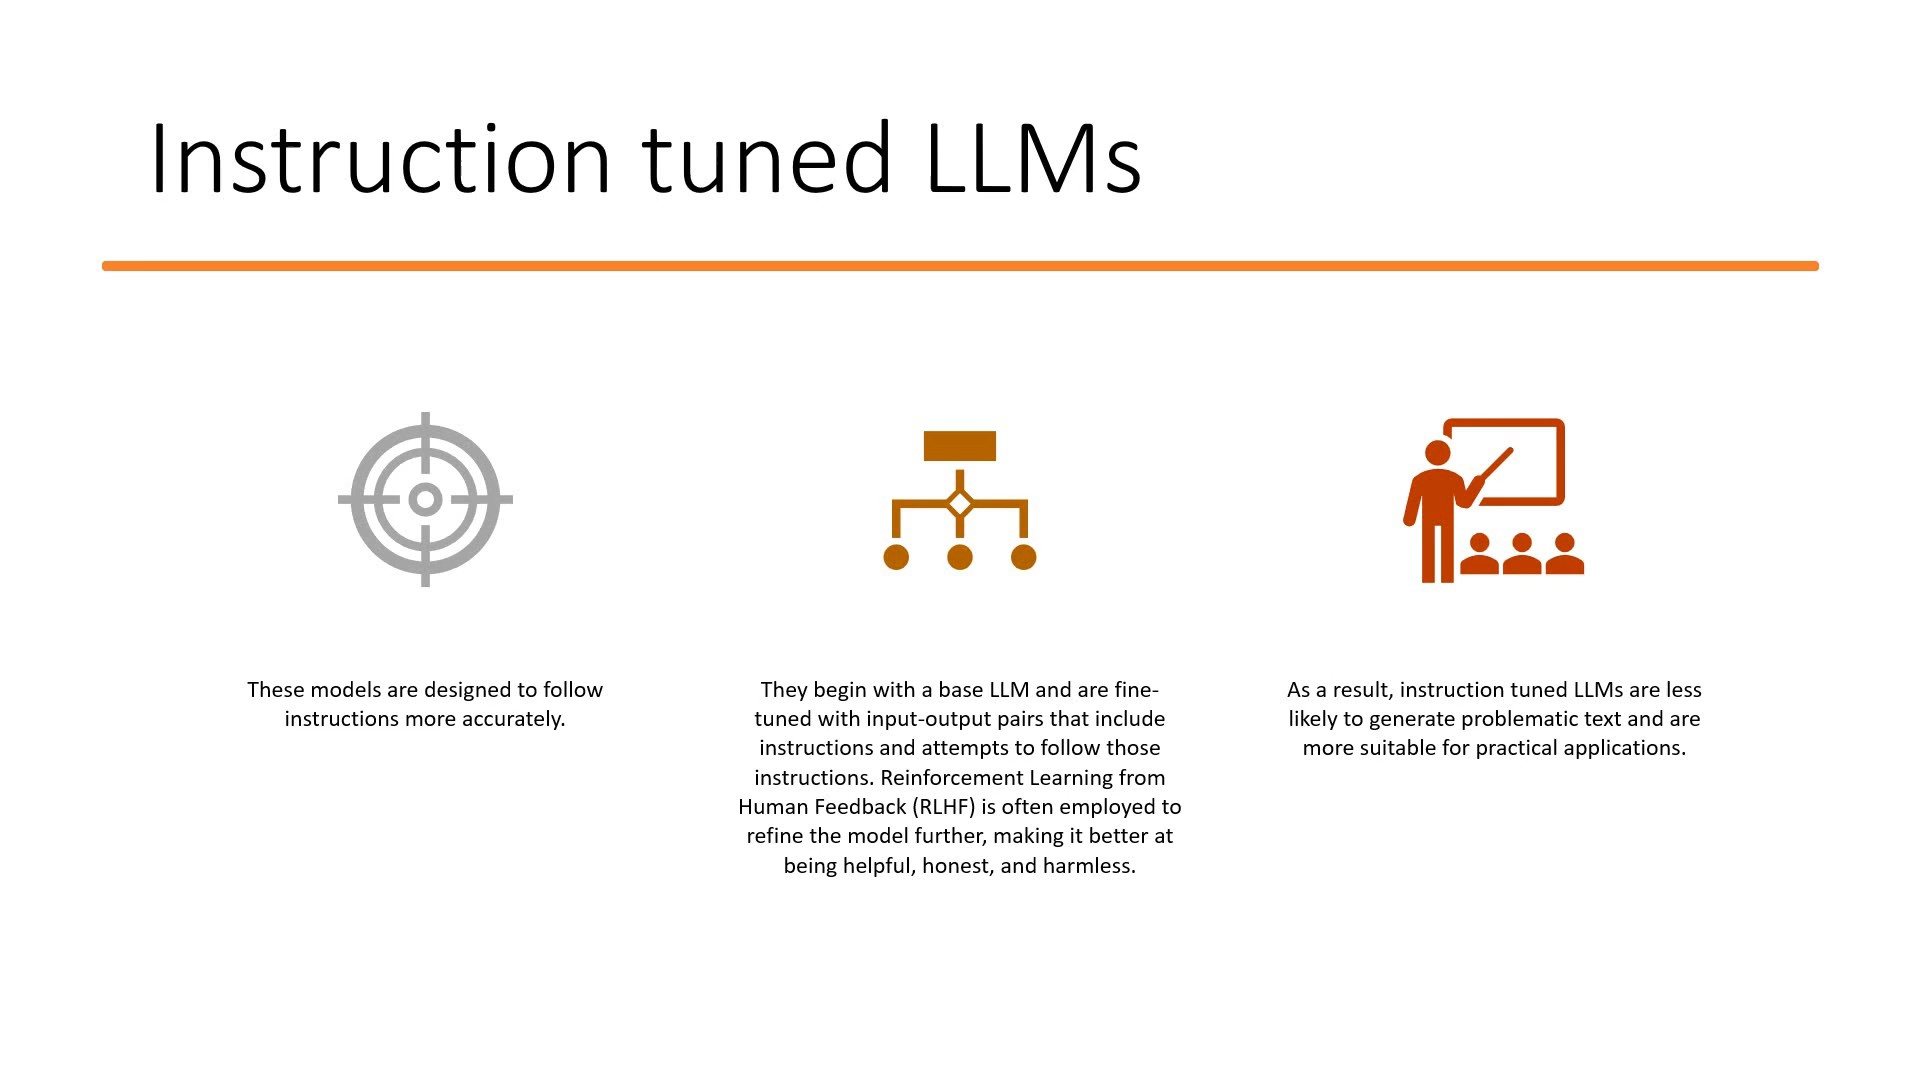 Instruction tuned LLMs
These models are designed to follow
instructions more accurately.
They begin with a base LLM and are fine-
tuned with input-output pairs that include
instructions and attempts to follow those
instructions. Reinforcement Learning from
Human Feedback (RLHF) is often employed to
refine the model further, making it better at
being helpful, honest, and harmless.
As a result, instruction tuned LLMs are less
likely to generate problematic text and are
more suitable for practical applications.